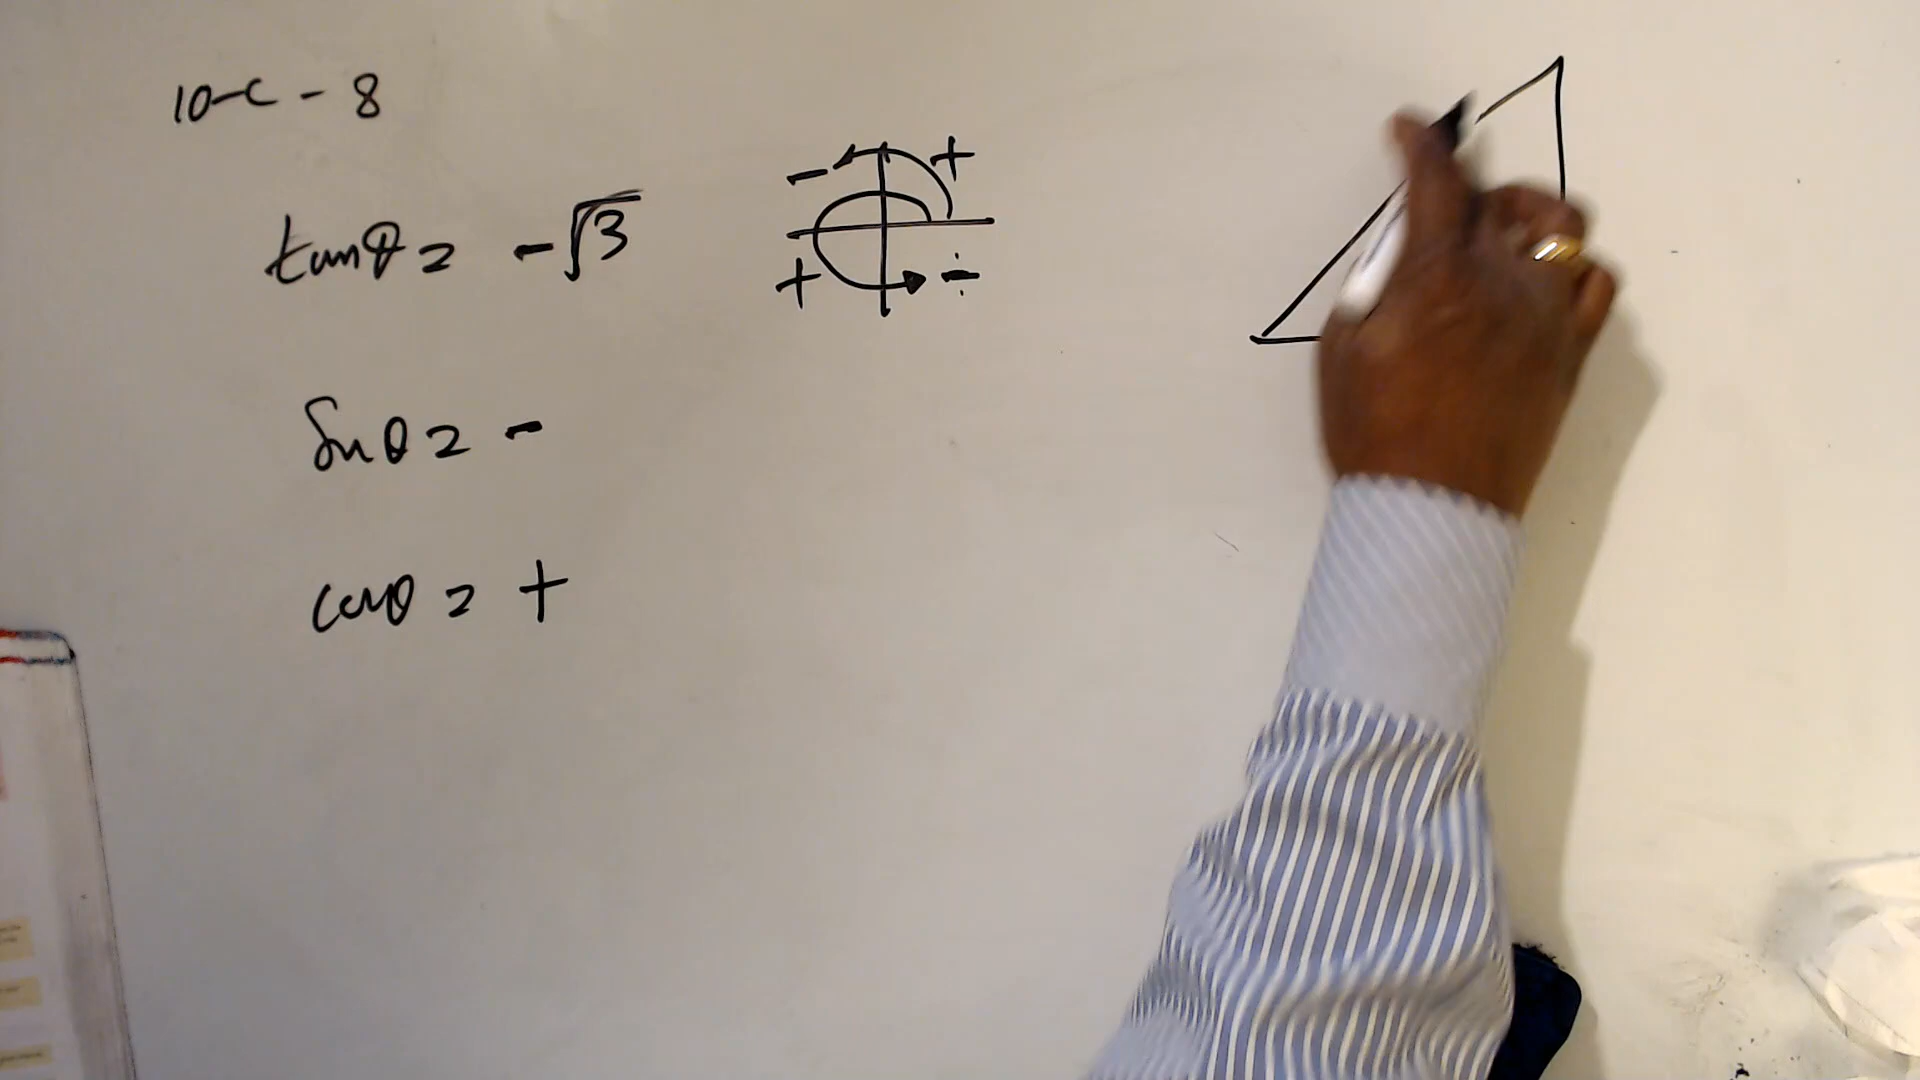 10-C-8
tanθ = -√3
- +
+ -
sinθ = -
cosθ = +